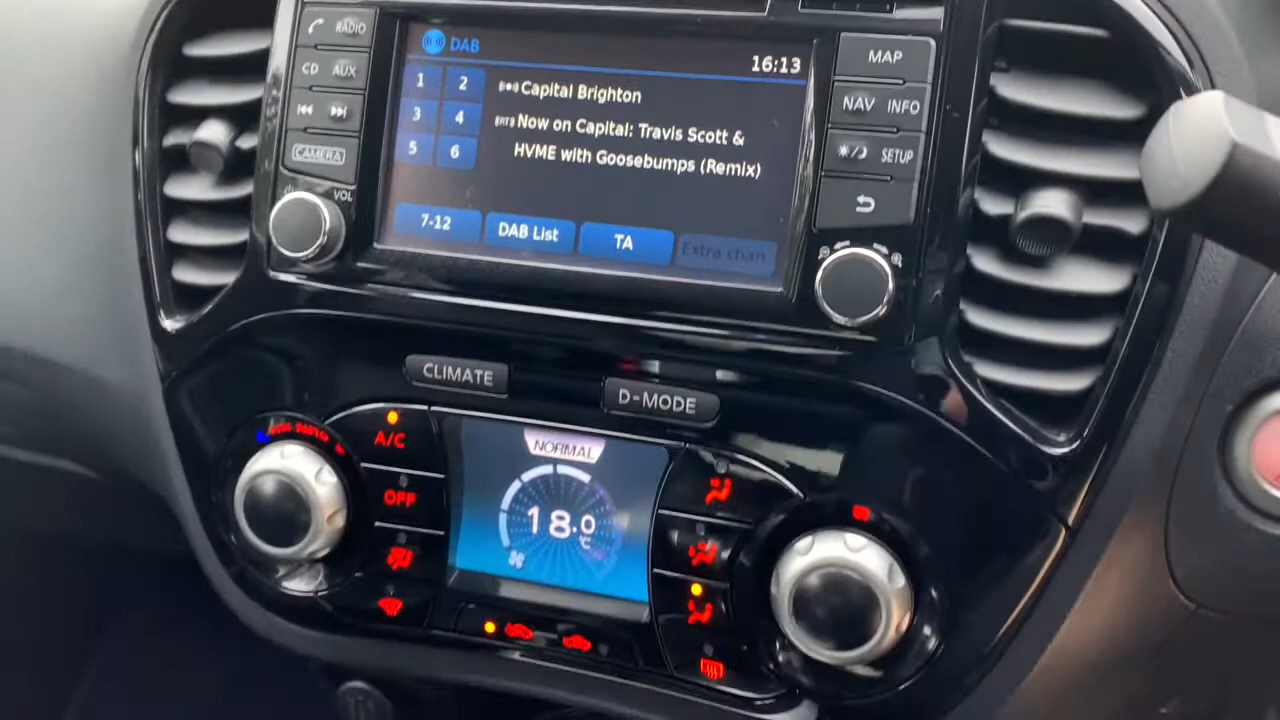 RADIO
CD AUX
CAMERA
VOL
DAB
16:13
1 2
3 4
5 6
Capital Brighton
Now on Capital: Travis Scott &
HVME with Goosebumps (Remix)
7-12
DAB List
TA
Extra chan
MAP
NAV INFO
SETUP
CLIMATE
D-MODE
AUTO
A/C
OFF
NORMAL
18.0
°C